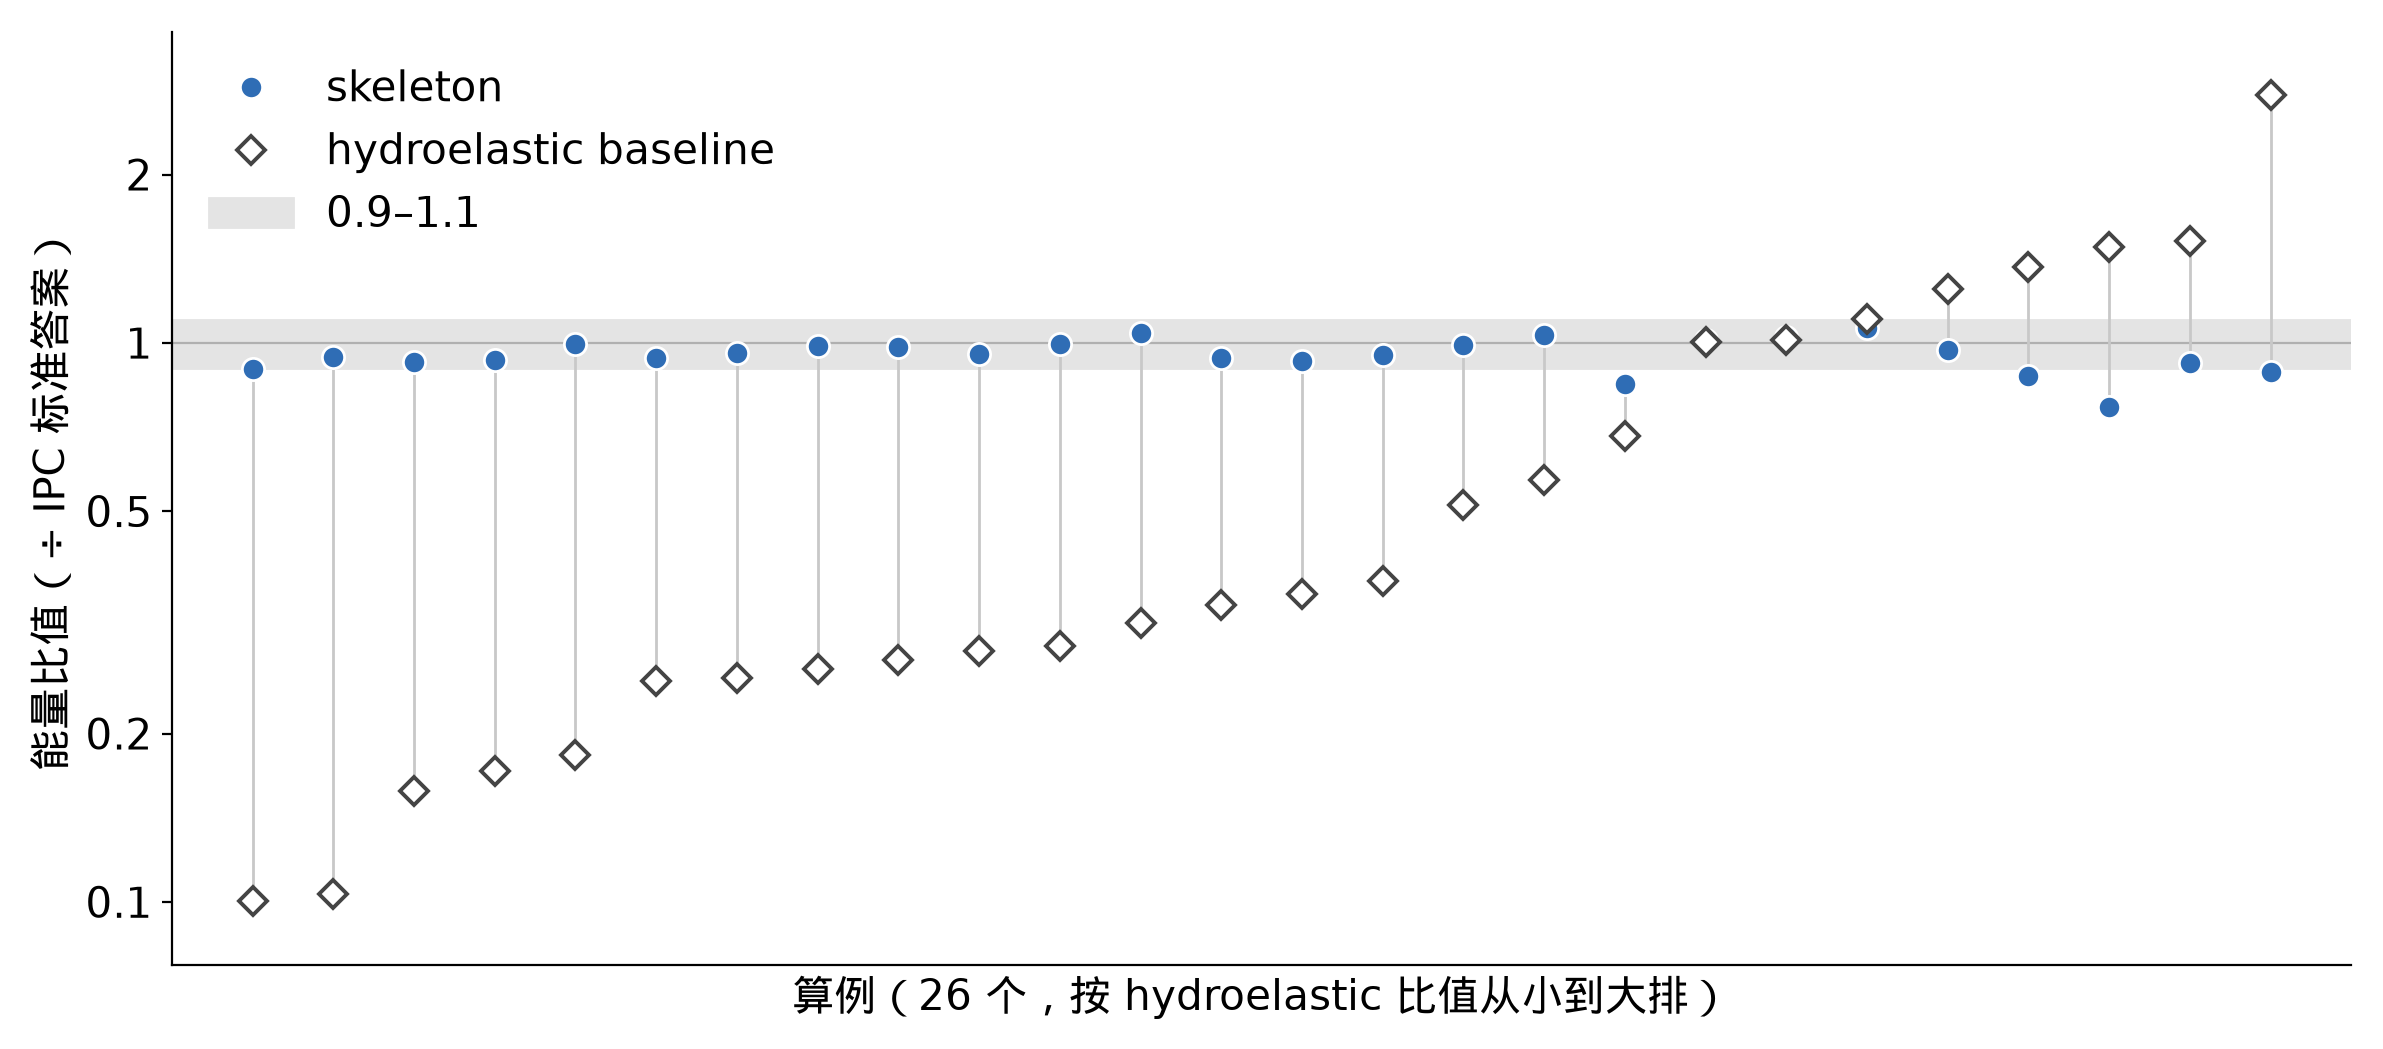 skeleton
hydroelastic baseline
0.9–1.1
能量比值（÷ IPC 标准答案）
2
1
0.5
0.2
0.1
算例（26 个，按 hydroelastic 比值从小到大排）